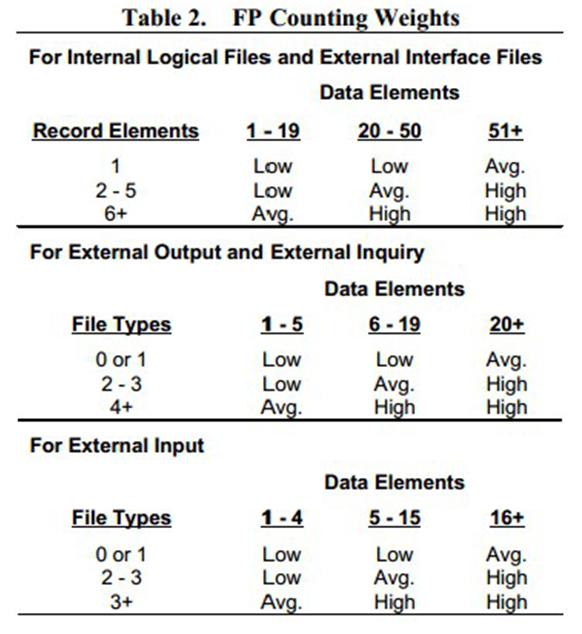 Table 2. FP Counting Weights
For Internal Logical Files and External Interface Files
Data Elements
Record Elements 1 - 19 20 - 50 51+
1 Low Low Avg.
2 - 5 Low Avg. High
6+ Avg. High High
For External Output and External Inquiry
Data Elements
File Types 1 - 5 6 - 19 20+
0 or 1 Low Low Avg.
2 - 3 Low Avg. High
4+ Avg. High High
For External Input
Data Elements
File Types 1 - 4 5 - 15 16+
0 or 1 Low Low Avg.
2 - 3 Low Avg. High
3+ Avg. High High